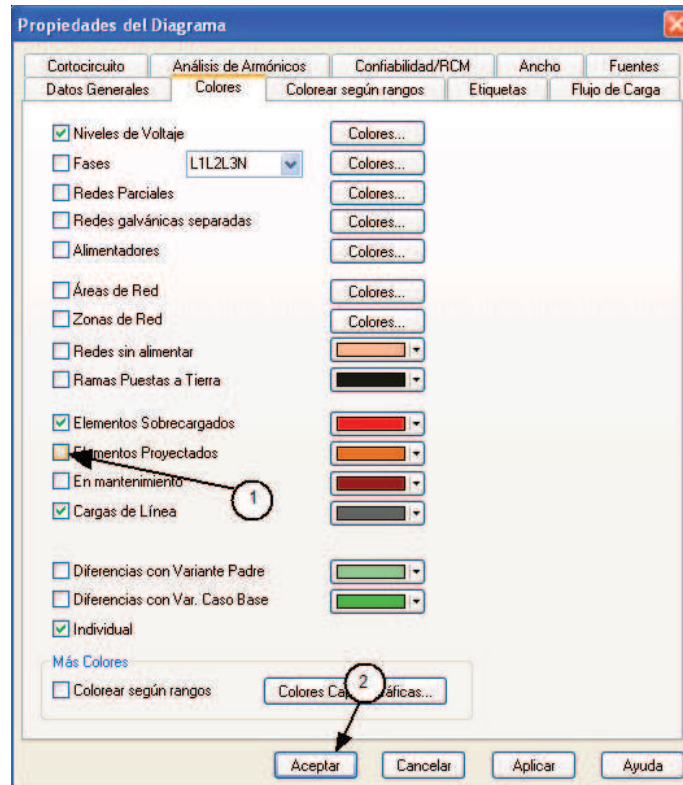 Propiedades del Diagrama
Cortocircuito Análisis de Armónicos Confiabilidad/RCM Ancho Fuentes
Datos Generales Colores Colorear según rangos Etiquetas Flujo de Carga
Niveles de Voltaje Colores...
Fases L1L2L3N Colores...
Redes Parciales Colores...
Redes galvánicas separadas Colores...
Alimentadores Colores...
Áreas de Red Colores...
Zonas de Red Colores...
Redes sin alimentar
Ramas Puestas a Tierra
Elementos Sobrecargados
Elementos Proyectados
En mantenimiento
1
Cargas de Línea
Diferencias con Variante Padre
Diferencias con Var. Caso Base
Individual
Más Colores
Colorear según rangos Colores áficas...
2
Aceptar Cancelar Aplicar Ayuda